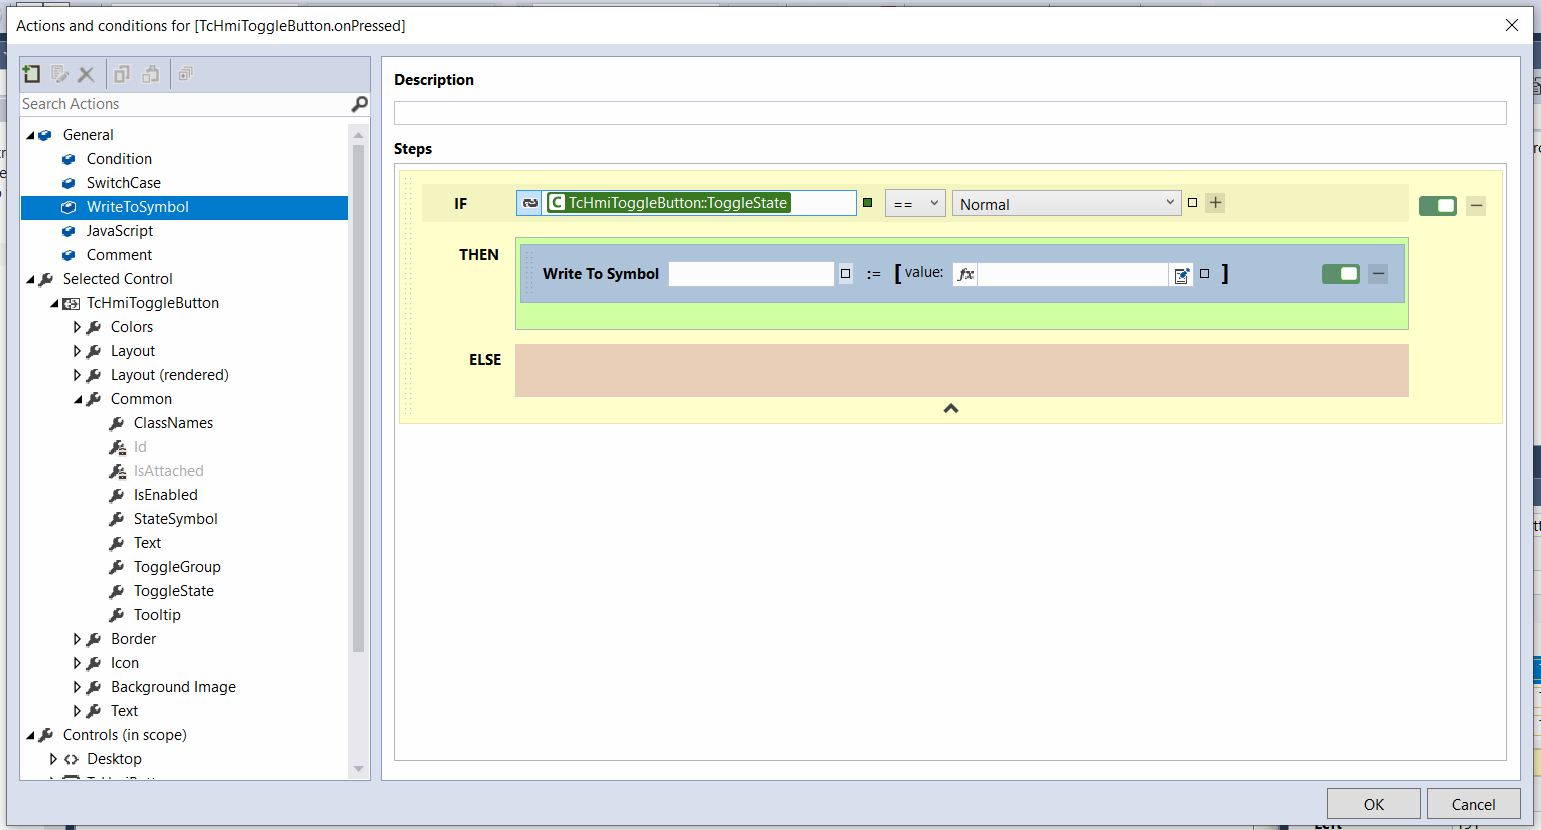 Actions and conditions for [TcHmiToggleButton.onPressed]
Search Actions
General
Condition
SwitchCase
WriteToSymbol
JavaScript
Comment
Selected Control
TcHmiToggleButton
Colors
Layout
Layout (rendered)
Common
ClassNames
Id
IsAttached
IsEnabled
StateSymbol
Text
ToggleGroup
ToggleState
Tooltip
Border
Icon
Background Image
Text
Controls (in scope)
Desktop
Description
Steps
IF C TcHmiToggleButton::ToggleState == Normal +
THEN Write To Symbol := [ value: fx ]
ELSE
OK Cancel